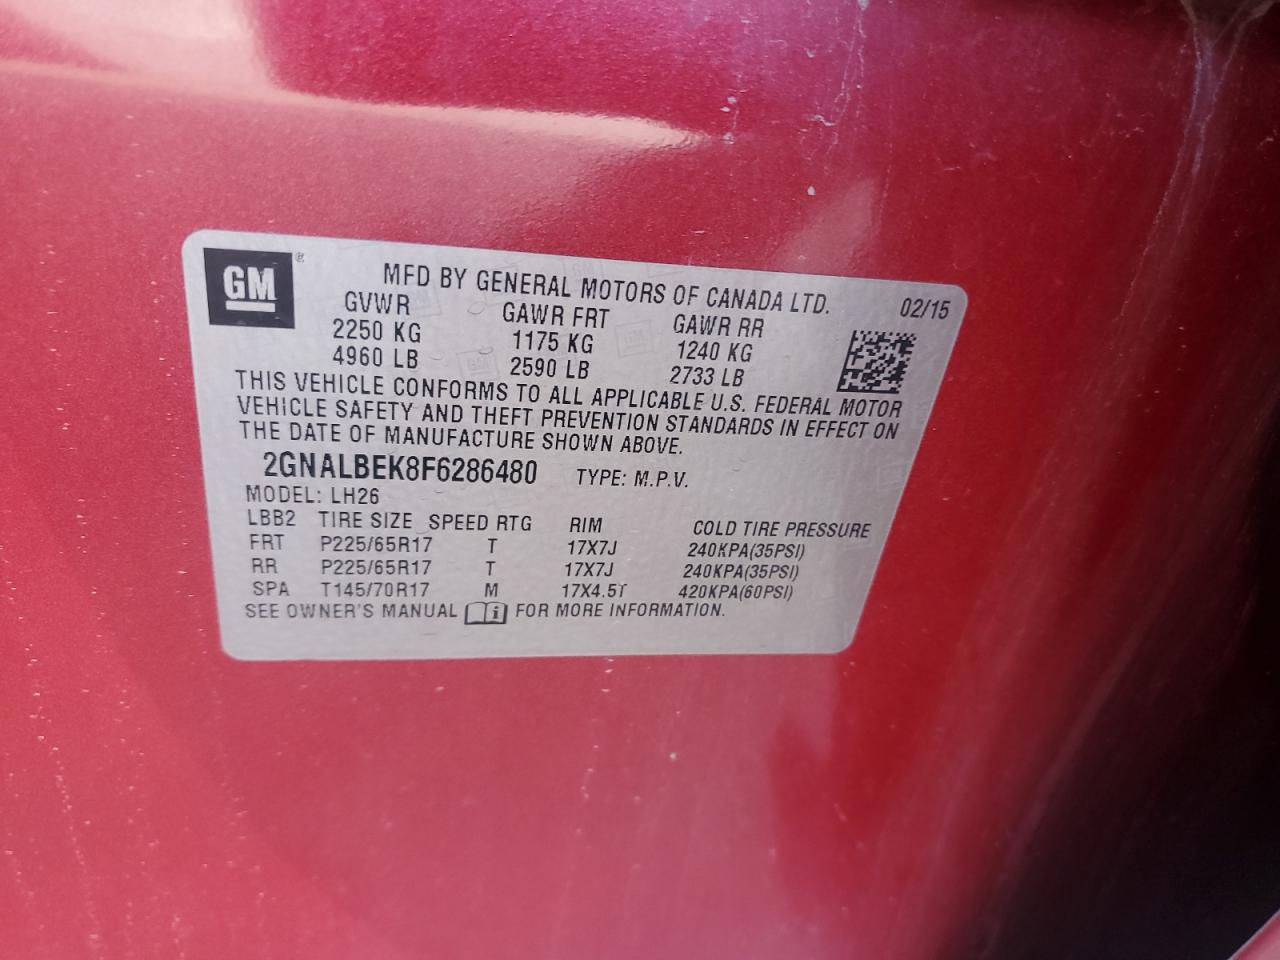 GM ®
MFD BY GENERAL MOTORS OF CANADA LTD. 02/15
GVWR GAWR FRT GAWR RR
2250 KG 1175 KG 1240 KG
4960 LB 2590 LB 2733 LB
THIS VEHICLE CONFORMS TO ALL APPLICABLE U.S. FEDERAL MOTOR
VEHICLE SAFETY AND THEFT PREVENTION STANDARDS IN EFFECT ON
THE DATE OF MANUFACTURE SHOWN ABOVE.
2GNALBEK8F6286480 TYPE: M.P.V.
MODEL: LH26
LBB2 TIRE SIZE SPEED RTG RIM COLD TIRE PRESSURE
FRT P225/65R17 T 17X7J 240KPA(35PSI)
RR P225/65R17 T 17X7J 240KPA(35PSI)
SPA T145/70R17 M 17X4.5T 420KPA(60PSI)
SEE OWNER'S MANUAL i FOR MORE INFORMATION.